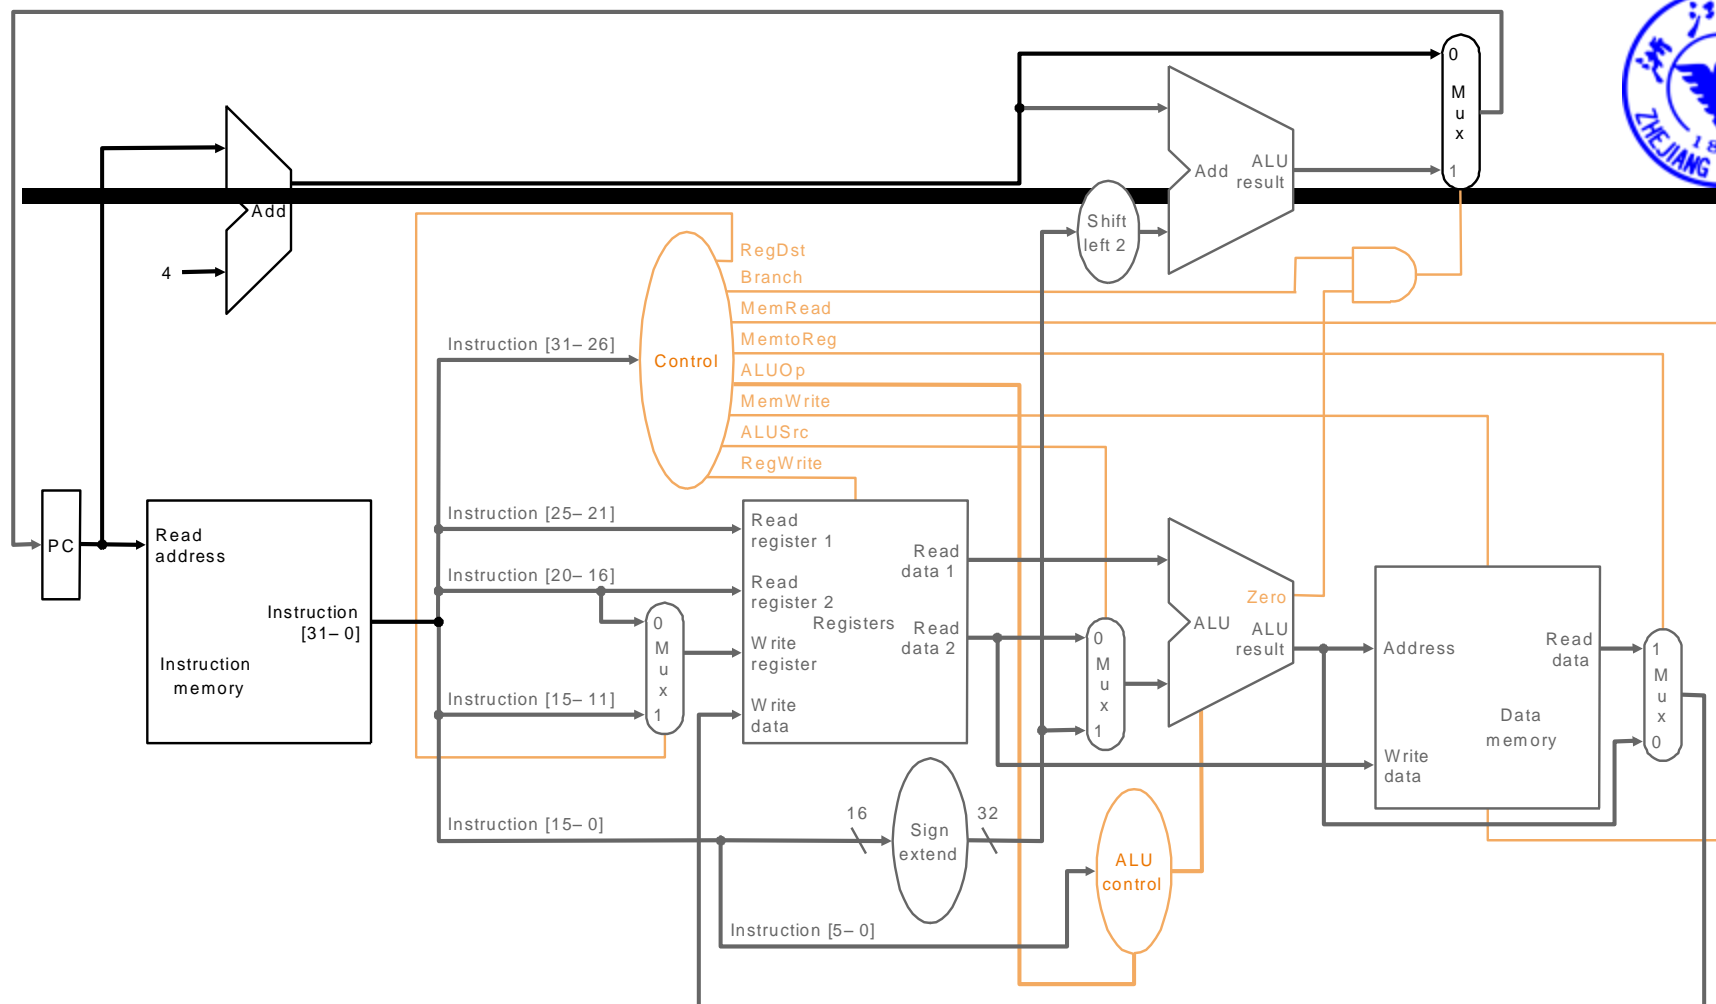 0
M
u
x
1
Add
ALU
result
Add
4
Shift
left 2
RegDst
Branch
MemRead
MemtoReg
ALUOp
MemWrite
ALUSrc
RegWrite
Control
Instruction [31–26]
Instruction [25–21]
Instruction [20–16]
Instruction [15–11]
Instruction [15–0]
Instruction [5–0]
PC
Read
address
Instruction
[31–0]
Instruction
memory
0
M
u
x
1
Read
register 1
Read
register 2
Write
register
Write
data
Registers
Read
data 1
Read
data 2
0
M
u
x
1
Zero
ALU
ALU
result
Address
Write
data
Read
data
Data
memory
1
M
u
x
0
16
Sign
extend
32
ALU
control
ZHEJIANG